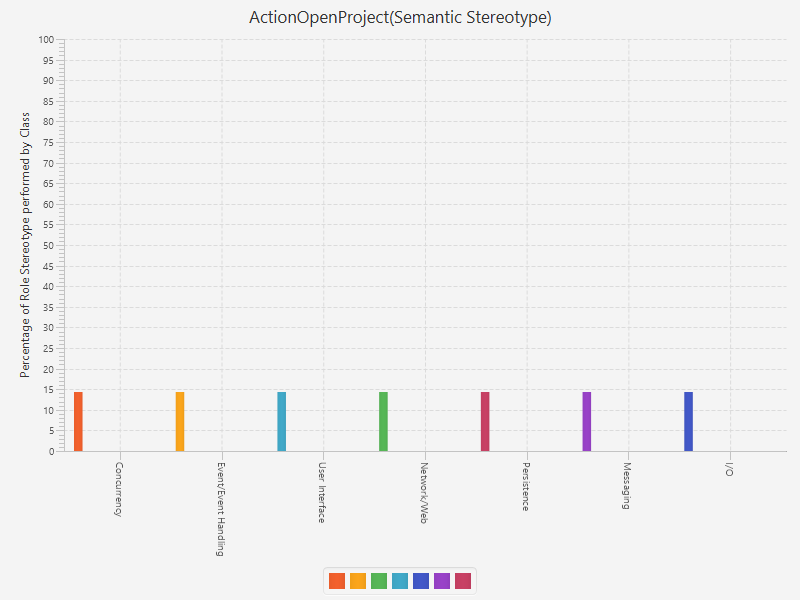 ActionOpenProject(Semantic Stereotype)
Percentage of Role Stereotype performed by Class
100
95
90
85
80
75
70
65
60
55
50
45
40
35
30
25
20
15
10
5
0
Concurrency
Event/Event Handling
User Interface
Network/Web
Persistence
Messaging
I/O